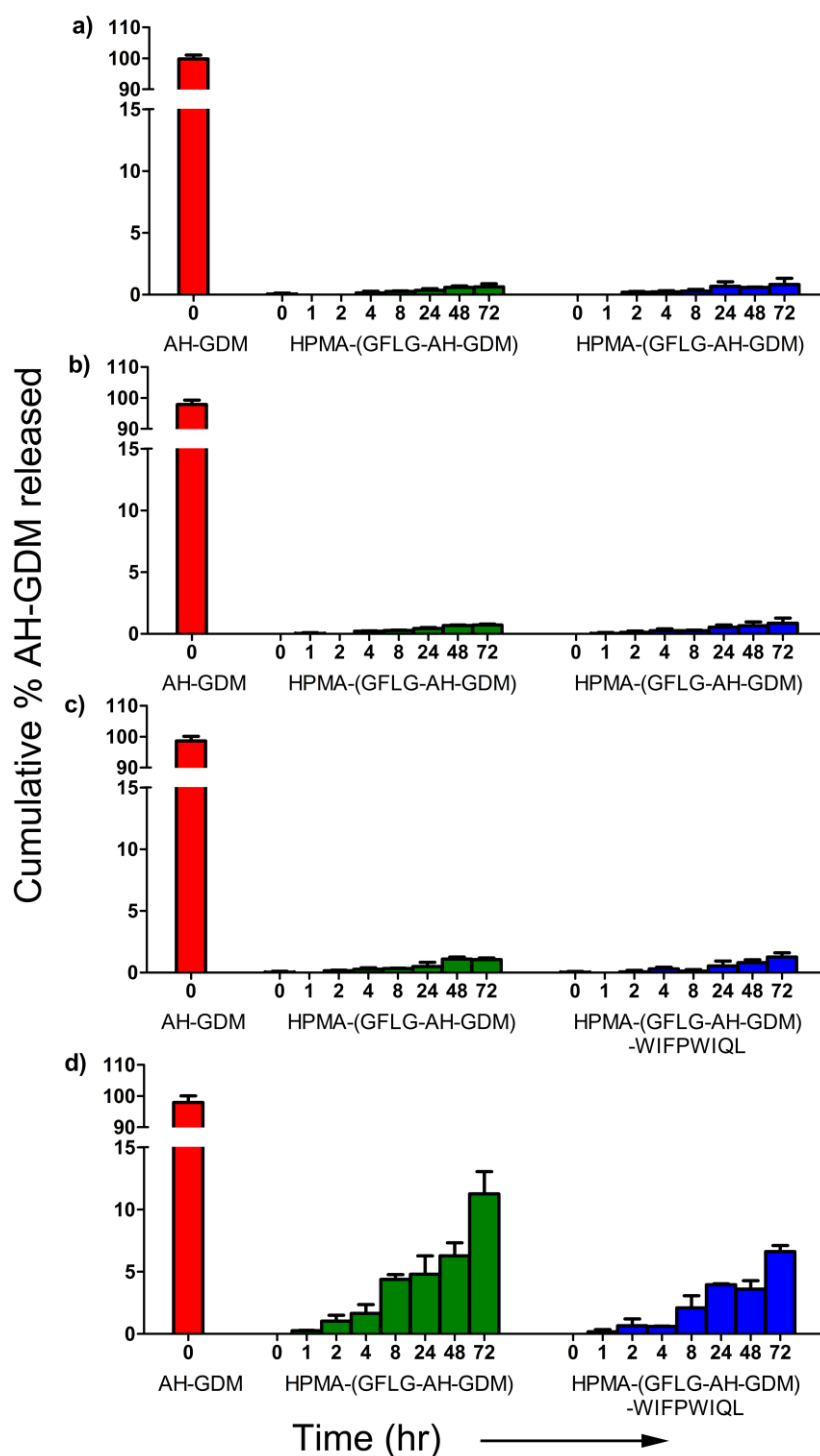 Cumulative % AH-GDM released
a)
110
100
90
15
10
5
0
0 0 1 2 4 8 24 48 72 0 1 2 4 8 24 48 72
AH-GDM HPMA-(GFLG-AH-GDM) HPMA-(GFLG-AH-GDM)
b)
110
100
90
15
10
5
0
0 0 1 2 4 8 24 48 72 0 1 2 4 8 24 48 72
AH-GDM HPMA-(GFLG-AH-GDM) HPMA-(GFLG-AH-GDM)
c)
110
100
90
15
10
5
0
0 0 1 2 4 8 24 48 72 0 1 2 4 8 24 48 72
AH-GDM HPMA-(GFLG-AH-GDM) HPMA-(GFLG-AH-GDM)
-WIFPWIQL
d)
110
100
90
15
10
5
0
0 0 1 2 4 8 24 48 72 0 1 2 4 8 24 48 72
AH-GDM HPMA-(GFLG-AH-GDM) HPMA-(GFLG-AH-GDM)
-WIFPWIQL
Time (hr)